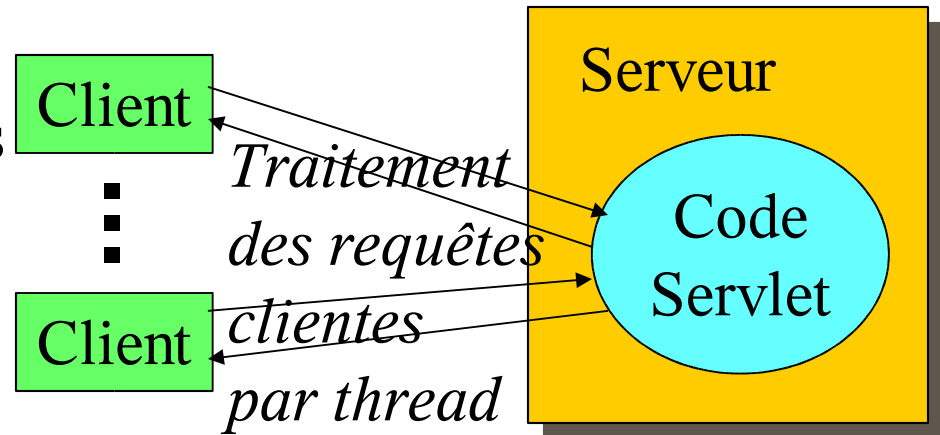 Serveur
Client
s
Traitement
des requêtes
clientes
par thread
Code
Servlet
Client